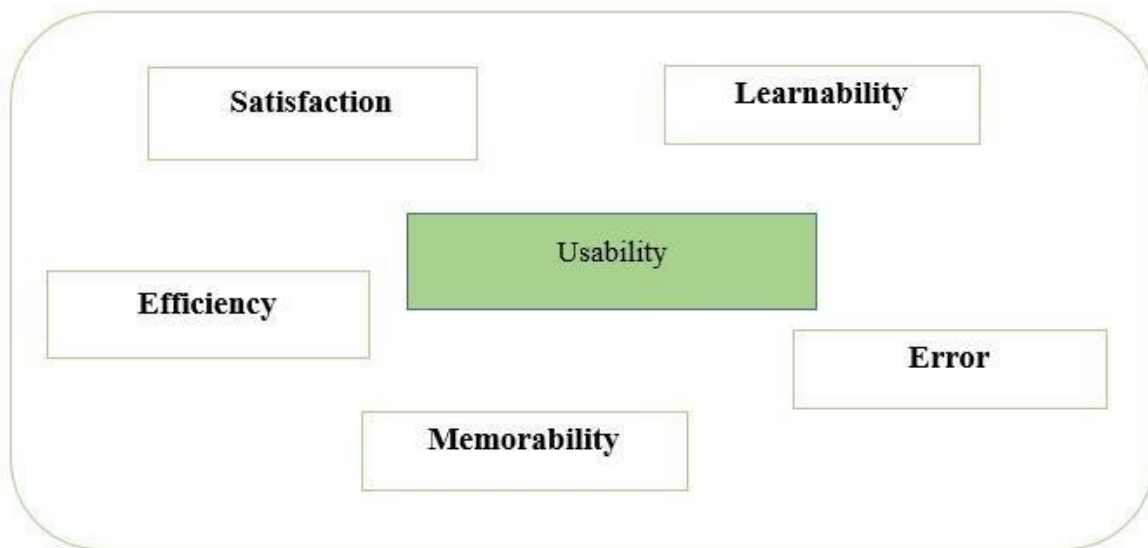 Satisfaction
Learnability
Usability
Efficiency
Error
Memorability